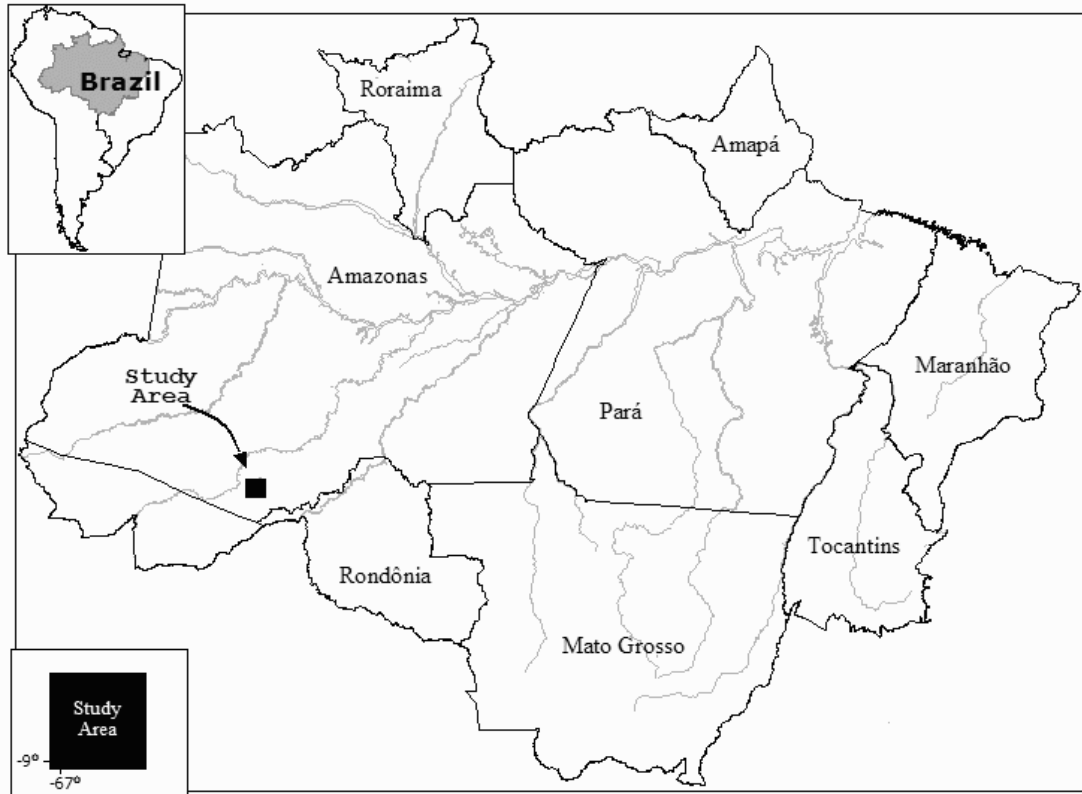 Brazil
Roraima
Amapá
Amazonas
Study
Area
Maranhão
Pará
Tocantins
Rondônia
Mato Grosso
Study
Area
-9º
-67º